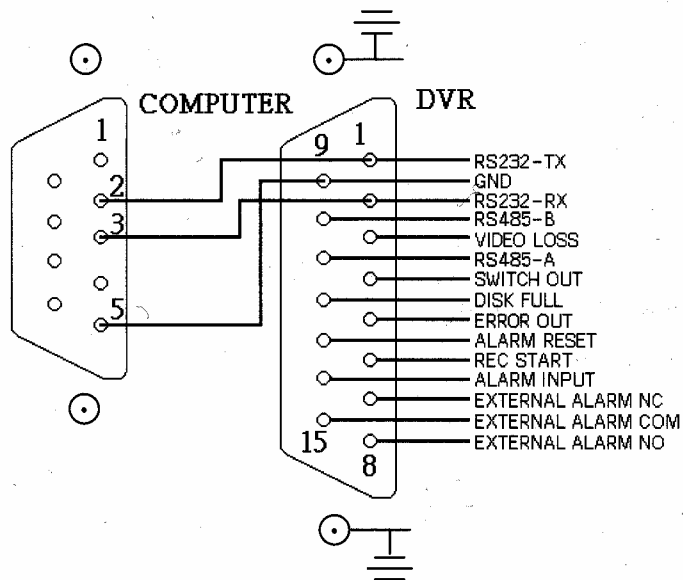 COMPUTER
DVR
1
2
3
5
9
1
15
8
RS232-TX
GND
RS232-RX
RS485-B
VIDEO LOSS
RS485-A
SWITCH OUT
DISK FULL
ERROR OUT
ALARM RESET
REC START
ALARM INPUT
EXTERNAL ALARM NC
EXTERNAL ALARM COM
EXTERNAL ALARM NO